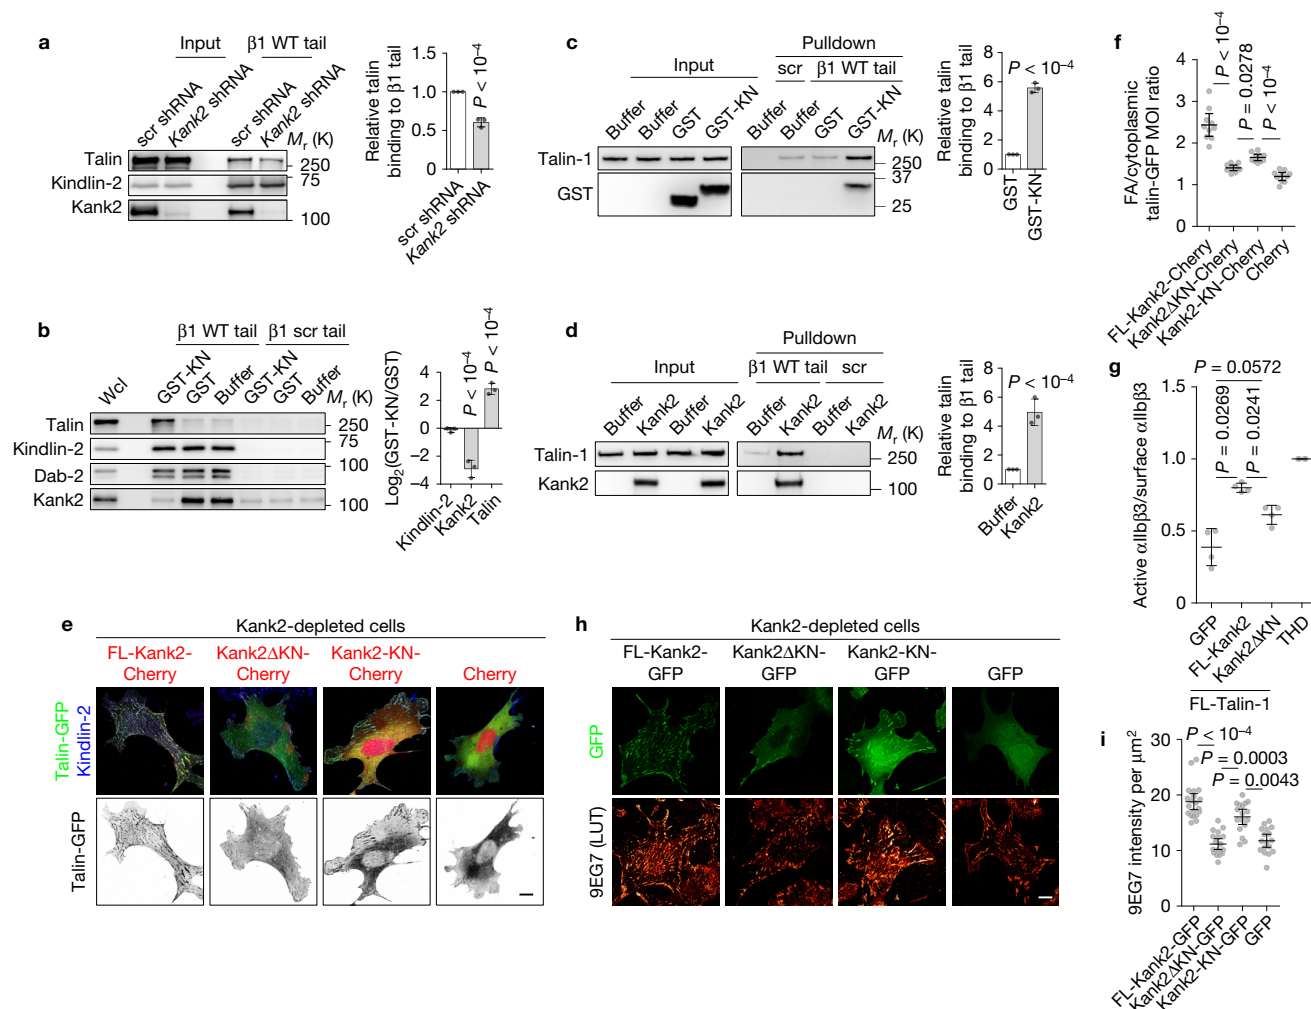 a
Input
β1 WT tail
scr shRNA
Kank2 shRNA
scr shRNA
Kank2 shRNA
Mr (K)
Talin
250
Kindlin-2
75
Kank2
100
Relative talin
binding to β1 tail
1.0
0.5
0
P < 10⁻⁴
scr shRNA
Kank2 shRNA
b
β1 WT tail
β1 scr tail
Wcl
GST-KN
GST
Buffer
GST-KN
GST
Buffer
Mr (K)
Talin
250
Kindlin-2
75
Dab-2
100
Kank2
100
Log2(GST-KN/GST)
4
2
0
−2
−4
P < 10⁻⁴
P < 10⁻⁴
Kindlin-2
Kank2
Talin
c
Input
Pulldown
scr
β1 WT tail
Buffer
Buffer
GST
GST-KN
Buffer
Buffer
GST
GST-KN
Mr (K)
Talin-1
250
GST
37
25
Relative talin
binding to β1 tail
8
6
4
2
0
P < 10⁻⁴
GST
GST-KN
d
Input
Pulldown
β1 WT tail
scr
Buffer
Kank2
Buffer
Kank2
Buffer
Kank2
Buffer
Kank2
Mr (K)
Talin-1
250
Kank2
100
Relative talin
binding to β1 tail
8
6
4
2
0
P < 10⁻⁴
Buffer
Kank2
e
Kank2-depleted cells
FL-Kank2-
Cherry
Kank2ΔKN-
Cherry
Kank2-KN-
Cherry
Cherry
Talin-GFP
Kindlin-2
Talin-GFP
f
FA/cytoplasmic
talin-GFP MOI ratio
4
3
2
1
0
P < 10⁻⁴
P = 0.0278
P < 10⁻⁴
FL-Kank2-Cherry
Kank2ΔKN-Cherry
Kank2-KN-Cherry
Cherry
g
Active αIIbβ3/surface αIIbβ3
1.5
1.0
0.5
0
P = 0.0572
P = 0.0269
P = 0.0241
GFP
FL-Kank2
Kank2ΔKN
THD
FL-Talin-1
h
Kank2-depleted cells
FL-Kank2-
GFP
Kank2ΔKN-
GFP
Kank2-KN-
GFP
GFP
GFP
9EG7 (LUT)
i
9EG7 intensity per μm²
30
20
10
0
P < 10⁻⁴
P = 0.0003
P = 0.0043
FL-Kank2-GFP
Kank2ΔKN-GFP
Kank2-KN-GFP
GFP